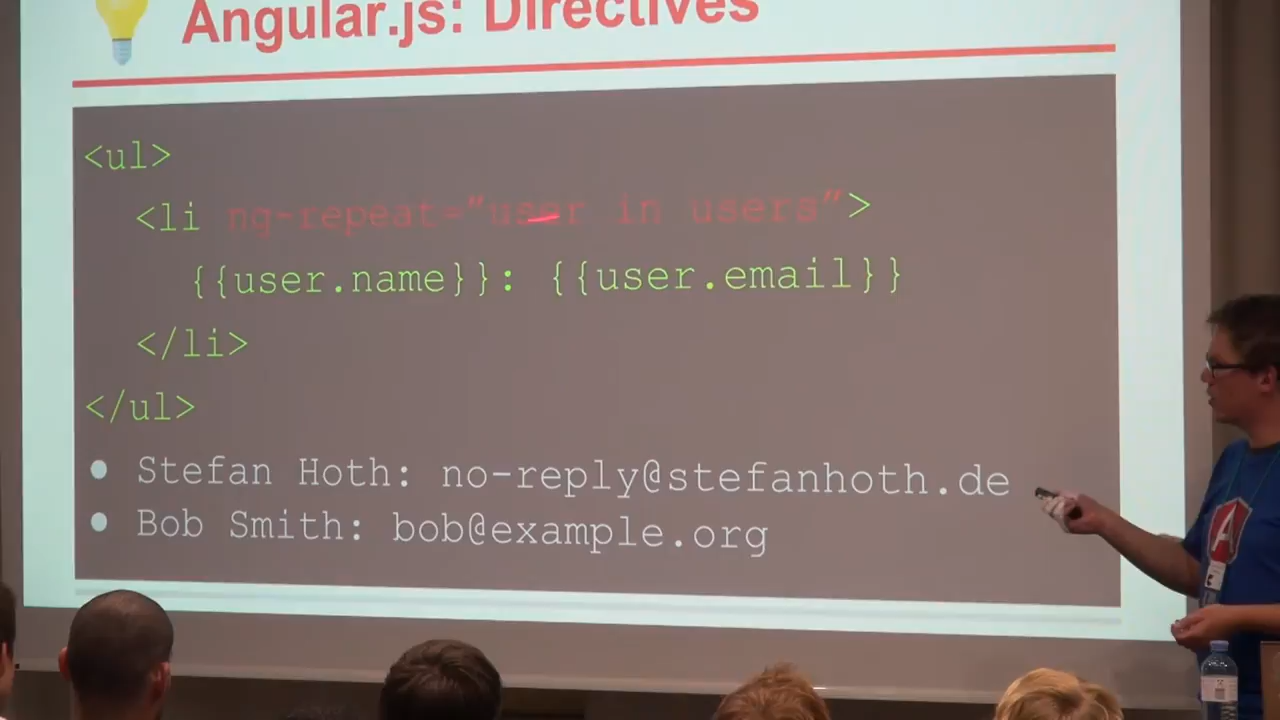 Angular.js: Directives
<ul>
<li ng-repeat="user in users">
{{user.name}}: {{user.email}}
</li>
</ul>
● Stefan Hoth: no-reply@stefanhoth.de
● Bob Smith: bob@example.org
A